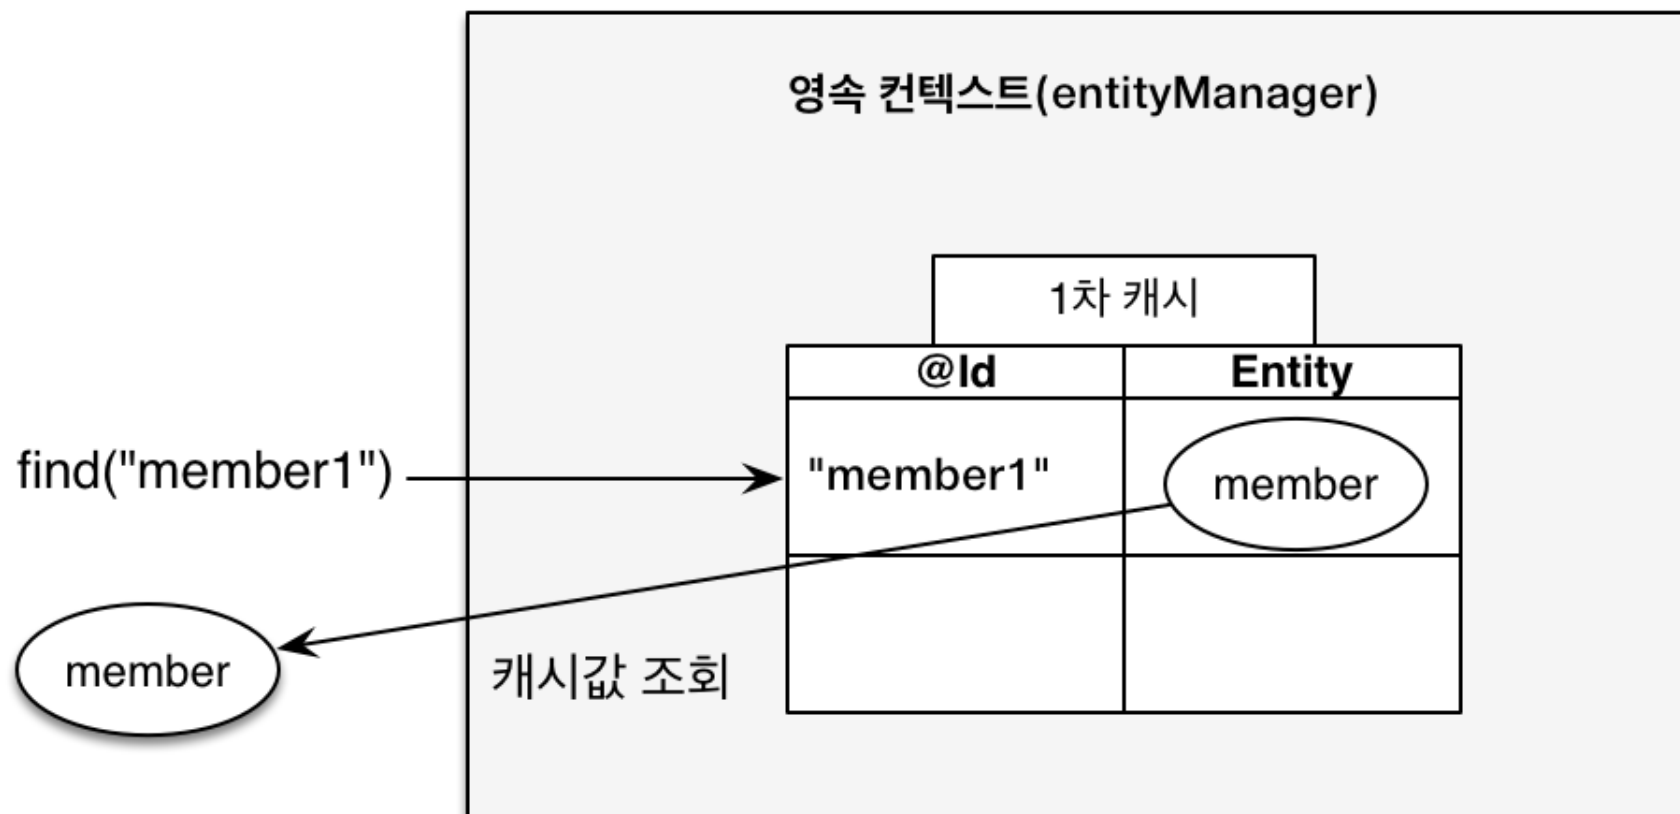 영속 컨텍스트(entityManager)
1차 캐시
@Id Entity
find("member1") "member1" member
member 캐시값 조회